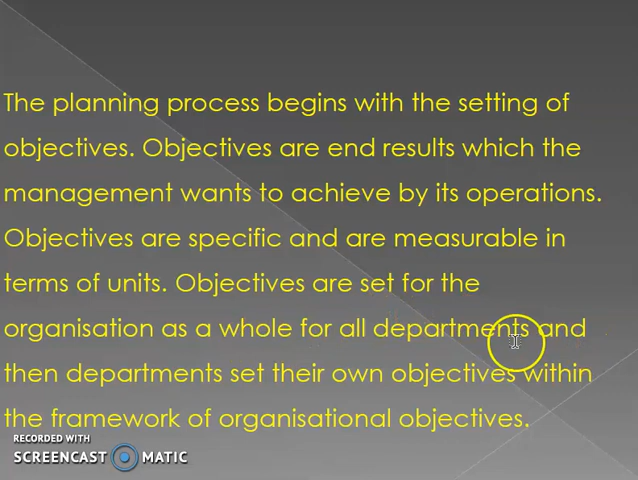 The planning process begins with the setting of
objectives. Objectives are end results which the
management wants to achieve by its operations.
Objectives are specific and are measurable in
terms of units. Objectives are set for the
organisation as a whole for all departments and
then departments set their own objectives within
the framework of organisational objectives.
RECORDED WITH
SCREENCAST MATIC